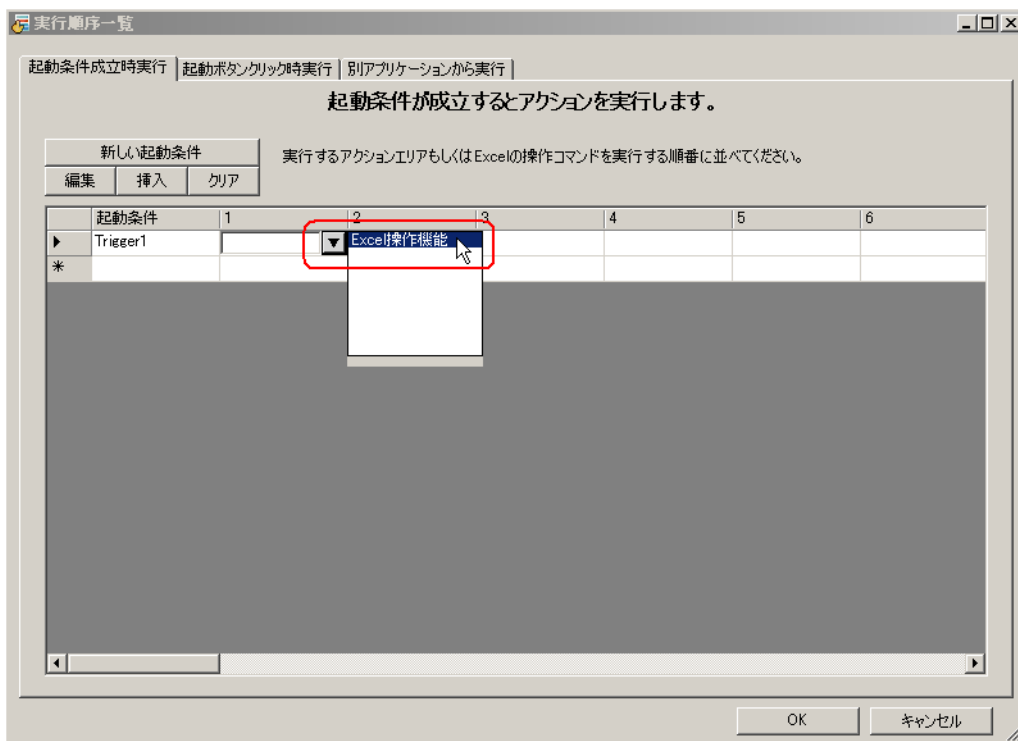 実行順序一覧
起動条件成立時実行 起動ボタンクリック時実行 別アプリケーションから実行
起動条件が成立するとアクションを実行します。
新しい起動条件
実行するアクションエリアもしくはExcelの操作コマンドを実行する順番に並べてください。
編集 挿入 クリア
起動条件 1 2 3 4 5 6
Trigger1 Excel操作機能
OK キャンセル